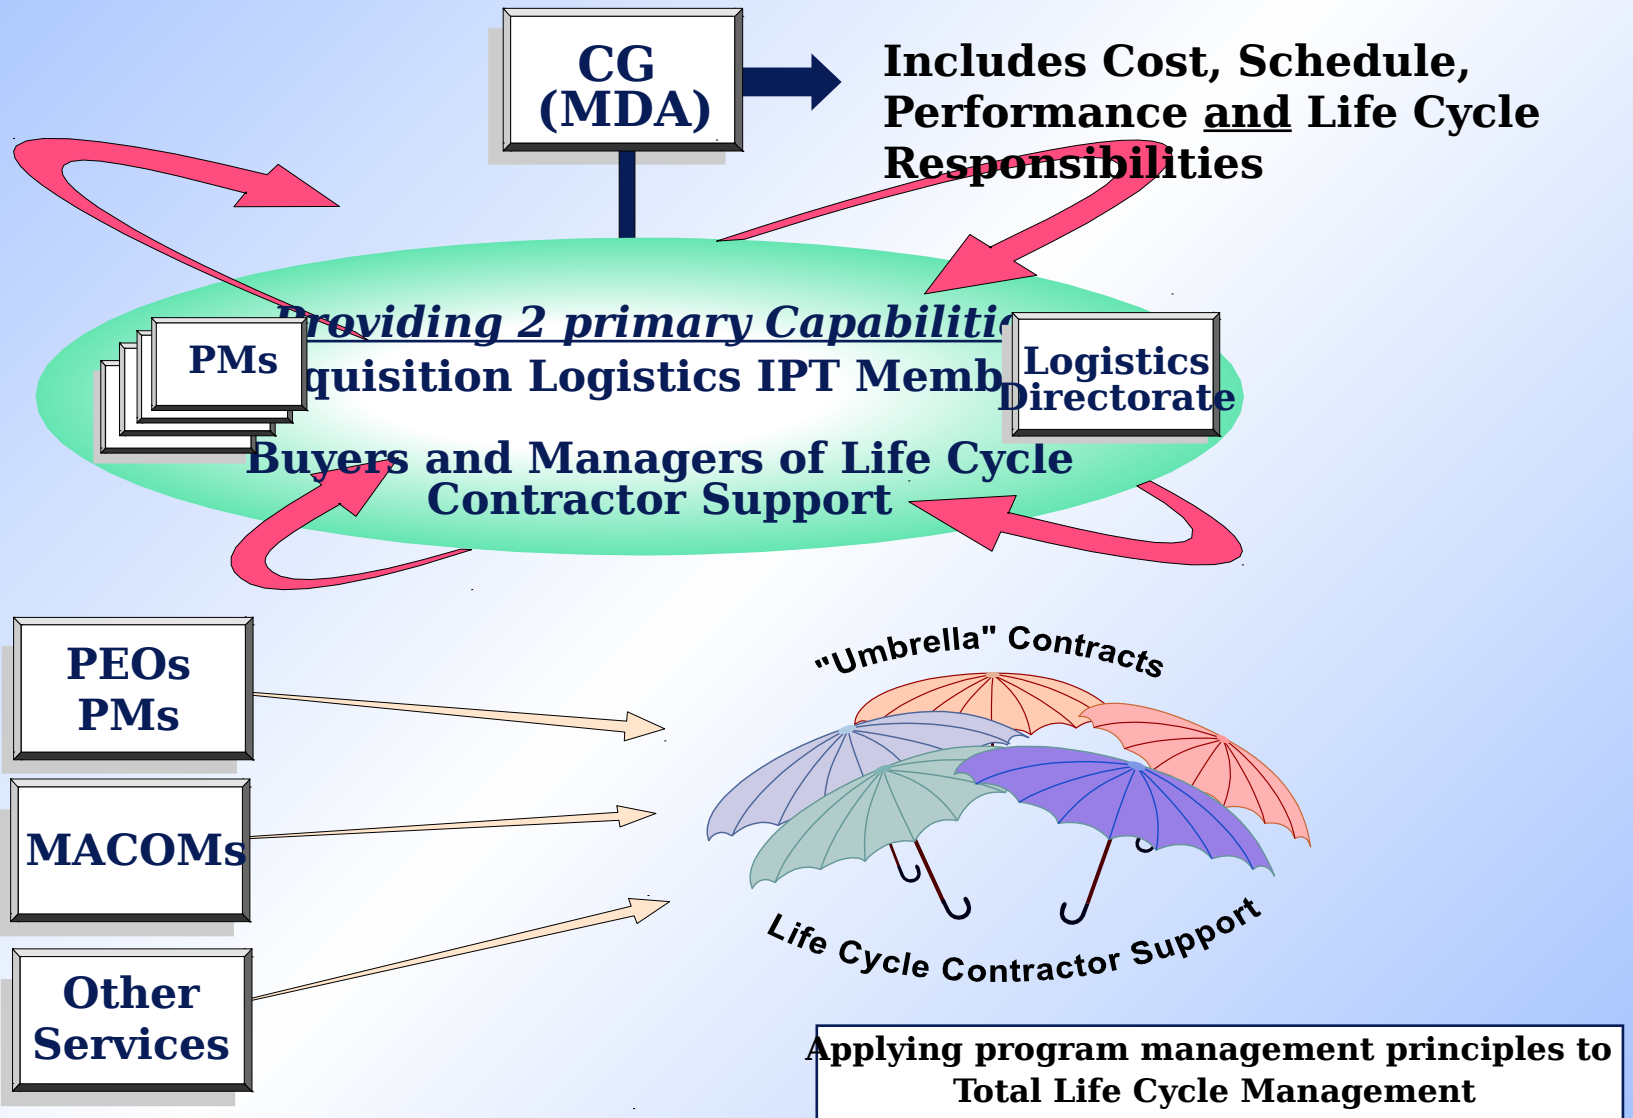 CG
(MDA)
Includes Cost, Schedule,
Performance and Life Cycle
Responsibilities
Providing 2 primary Capabilitie
quisition Logistics IPT Memb
Buyers and Managers of Life Cycle
Contractor Support
PMs
Logistics
Directorate
PEOs
PMs
MACOMs
Other
Services
"Umbrella" Contracts
Life Cycle Contractor Support
Applying program management principles to
Total Life Cycle Management